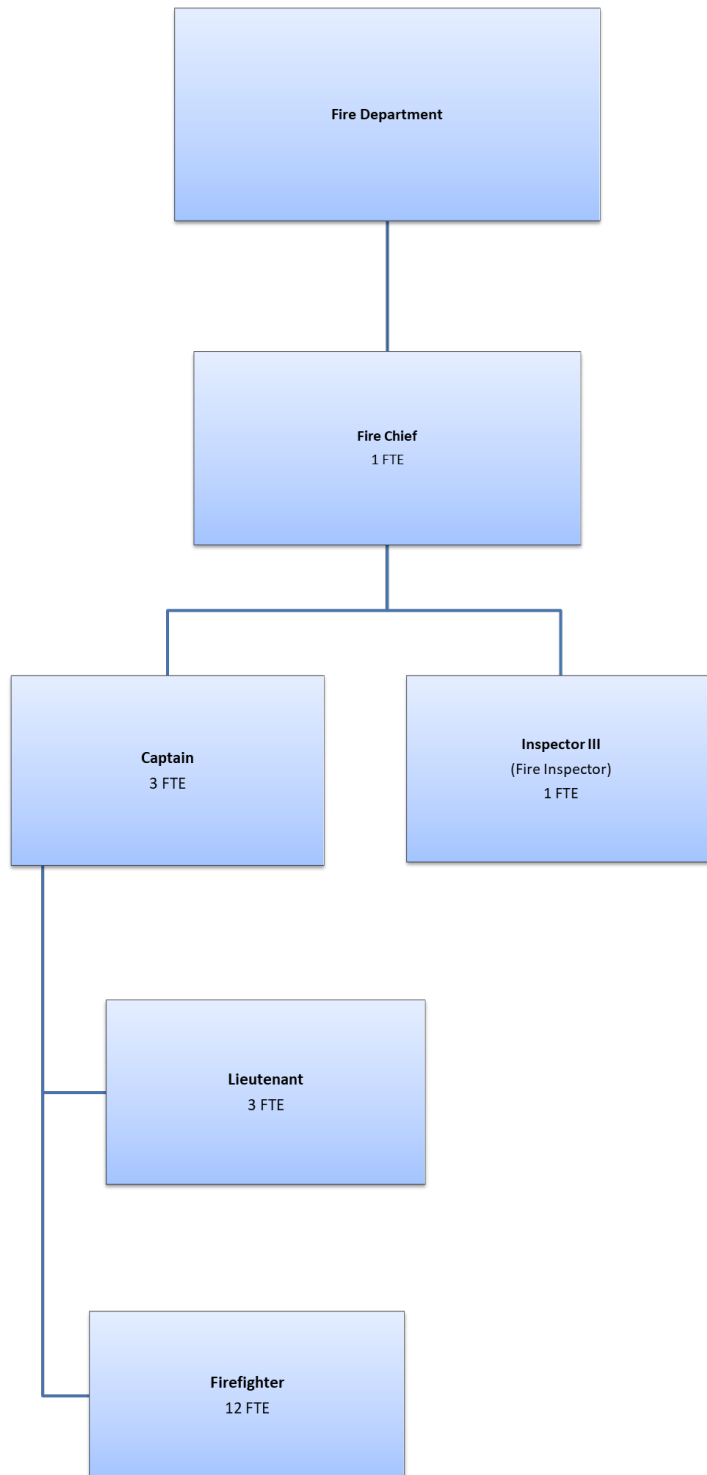 Fire Department
Fire Chief
1 FTE
Captain
3 FTE
Inspector III
(Fire Inspector)
1 FTE
Lieutenant
3 FTE
Firefighter
12 FTE